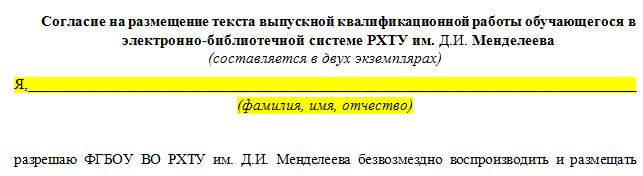 Согласие на размещение текста выпускной квалификационной работы обучающегося в
электронно-библиотечной системе РХТУ им. Д.И. Менделеева
(составляется в двух экземплярах)
Я,______________________________________________________________________________
(фамилия, имя, отчество)
разрешаю ФГБОУ ВО РХТУ им. Д.И. Менделеева безвозмездно воспроизводить и размещать